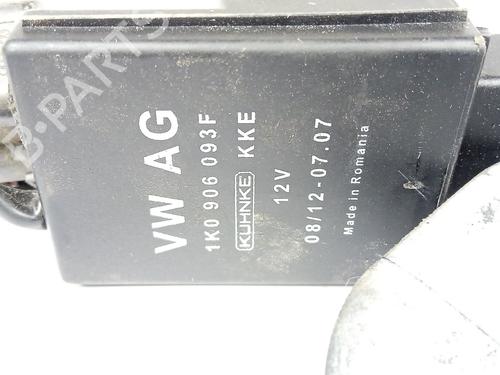 VW AG
1K0 906 093F
KUHNKE KKE
12V
08/12-07.07
Made in Romania
B-PARTS